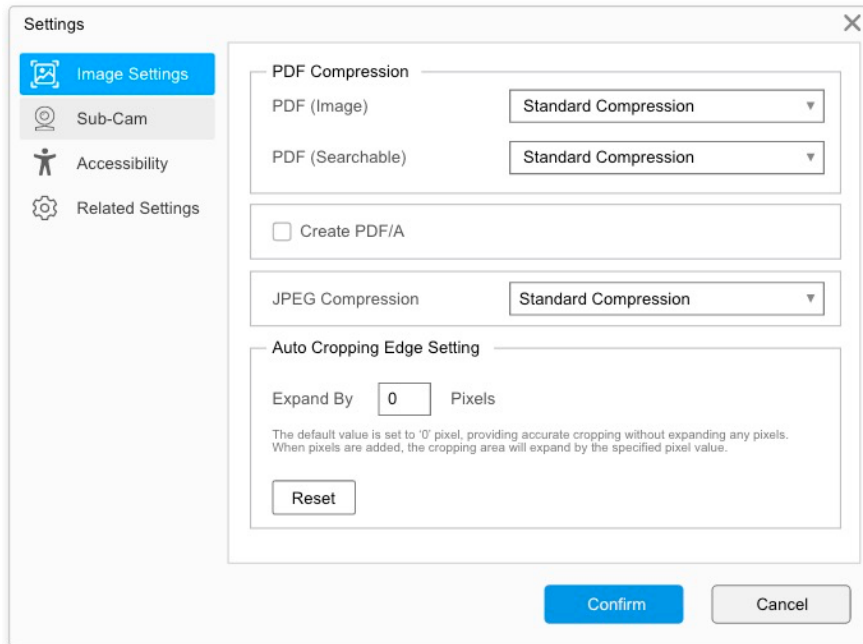 Settings
Image Settings
Sub-Cam
Accessibility
Related Settings
PDF Compression
PDF (Image) Standard Compression
PDF (Searchable) Standard Compression
Create PDF/A
JPEG Compression Standard Compression
Auto Cropping Edge Setting
Expand By 0 Pixels
The default value is set to ‘0’ pixel, providing accurate cropping without expanding any pixels.
When pixels are added, the cropping area will expand by the specified pixel value.
Reset
Confirm Cancel